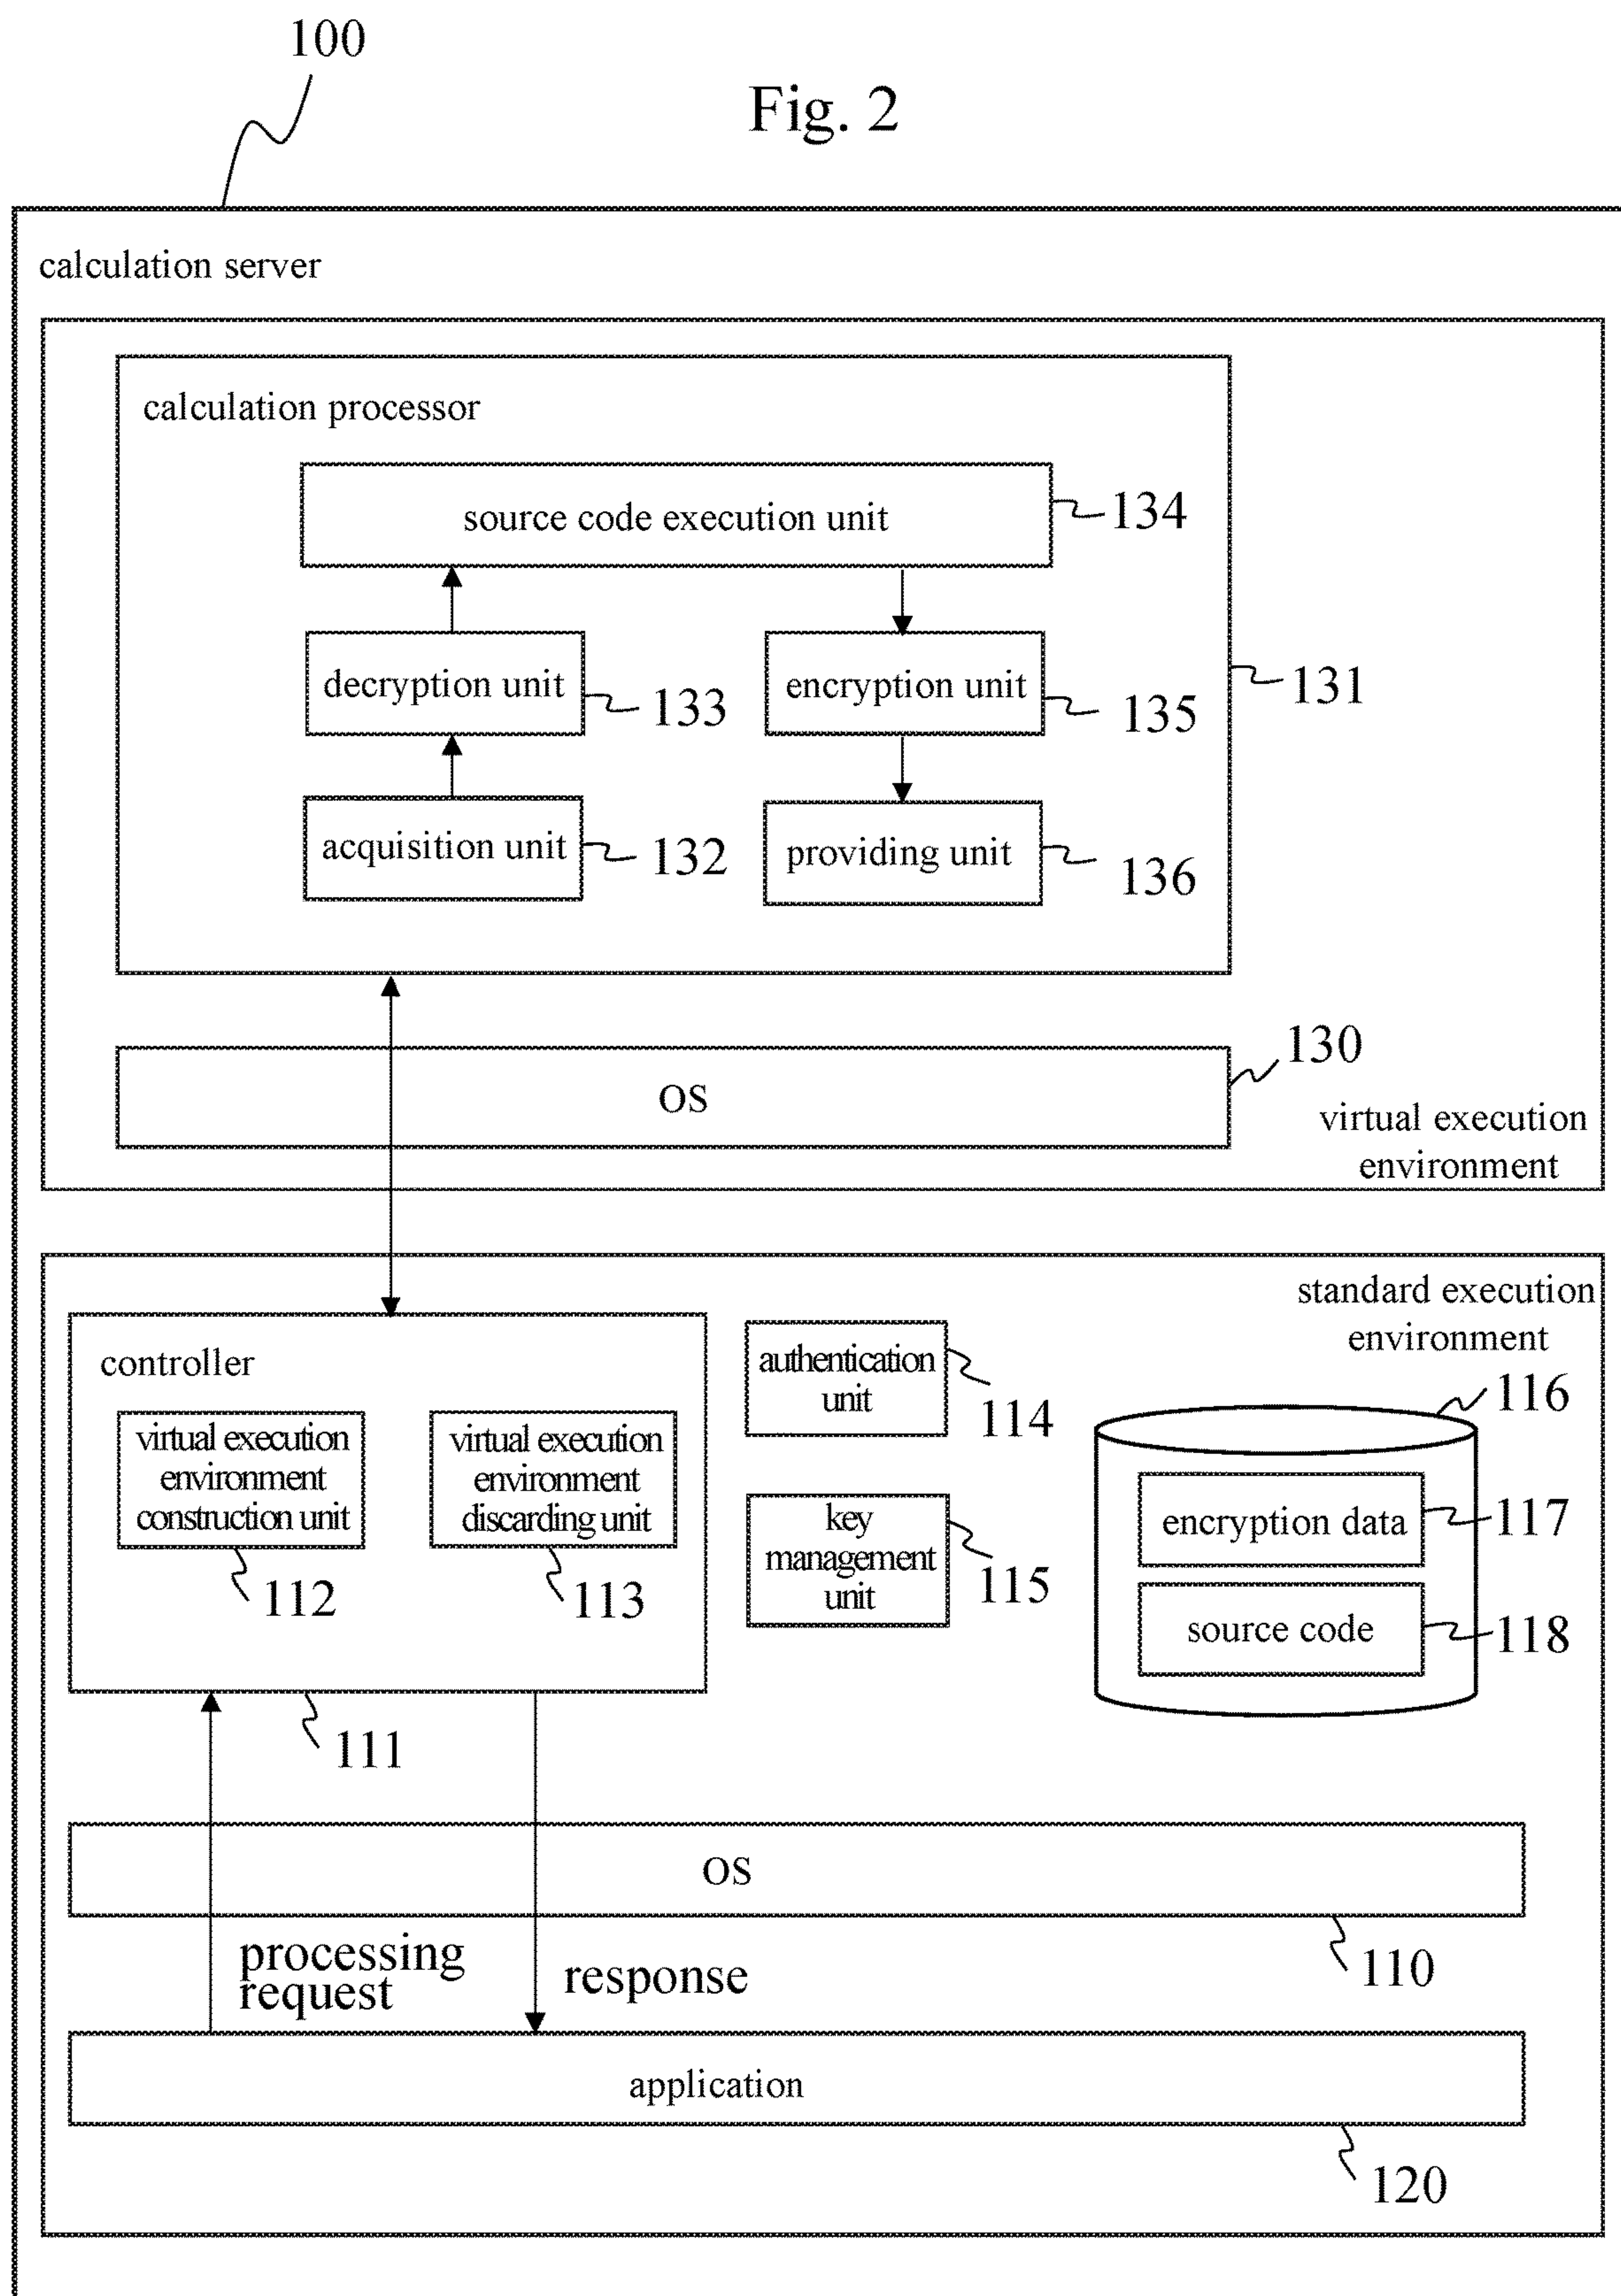 100
Fig. 2
calculation server
calculation processor
source code execution unit
134
decryption unit
133
encryption unit
135
131
acquisition unit
132
providing unit
136
OS
130
virtual execution
environment
standard execution
environment
controller
virtual execution
environment
construction unit
112
virtual execution
environment
discarding unit
113
authentication
unit
114
key
management
unit
115
116
encryption data
117
source code
118
111
OS
110
processing
request
response
application
120